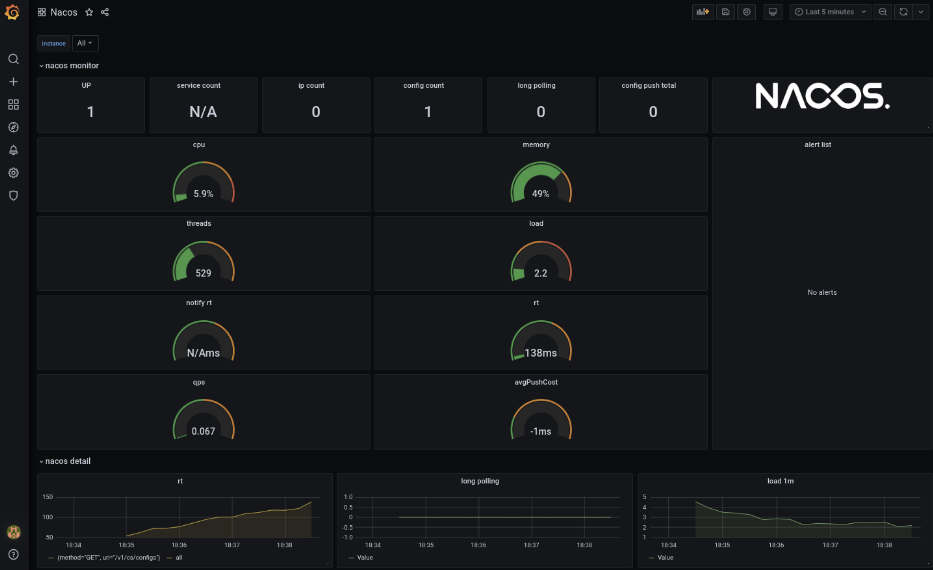 Nacos
Last 5 minutes
Instance
All
nacos monitor
UP
service count
ip count
config count
long polling
config push total
1
N/A
0
1
0
0
NACOS.
cpu
memory
alert list
5.9%
49%
threads
load
529
2.2
No alerts
notify rt
rt
N/Ams
138ms
qps
avgPushCost
0.067
-1ms
nacos detail
rt
150
100
50
18:34
18:35
18:36
18:37
18:38
{method="GET", uri="/v1/cs/configs"}
all
long polling
1.0
0.5
0
-0.5
-1.0
18:34
18:35
18:36
18:37
18:38
Value
load 1m
5
4
3
2
1
18:34
18:35
18:36
18:37
18:38
Value